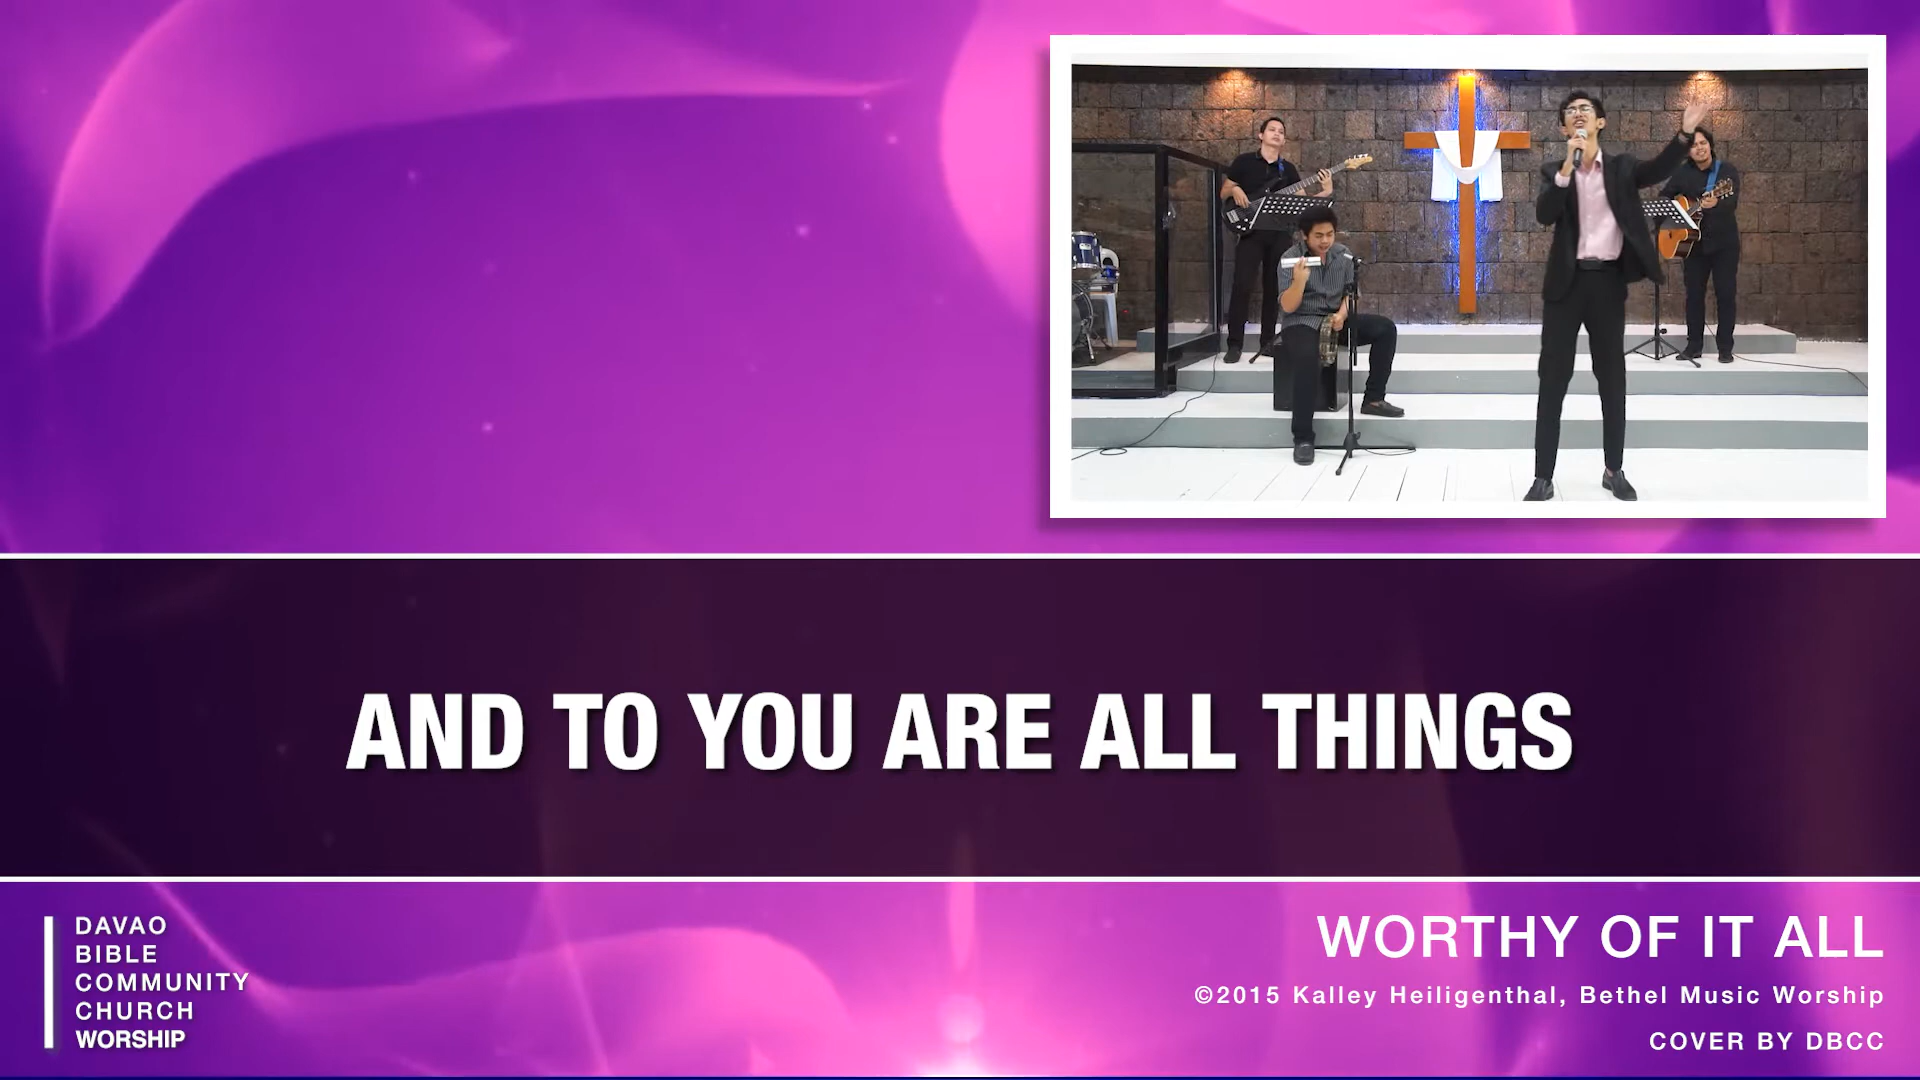 AND TO YOU ARE ALL THINGS
DAVAO
BIBLE
COMMUNITY
CHURCH
WORSHIP
WORTHY OF IT ALL
©2015 Kalley Heiligenthal, Bethel Music Worship
COVER BY DBCC